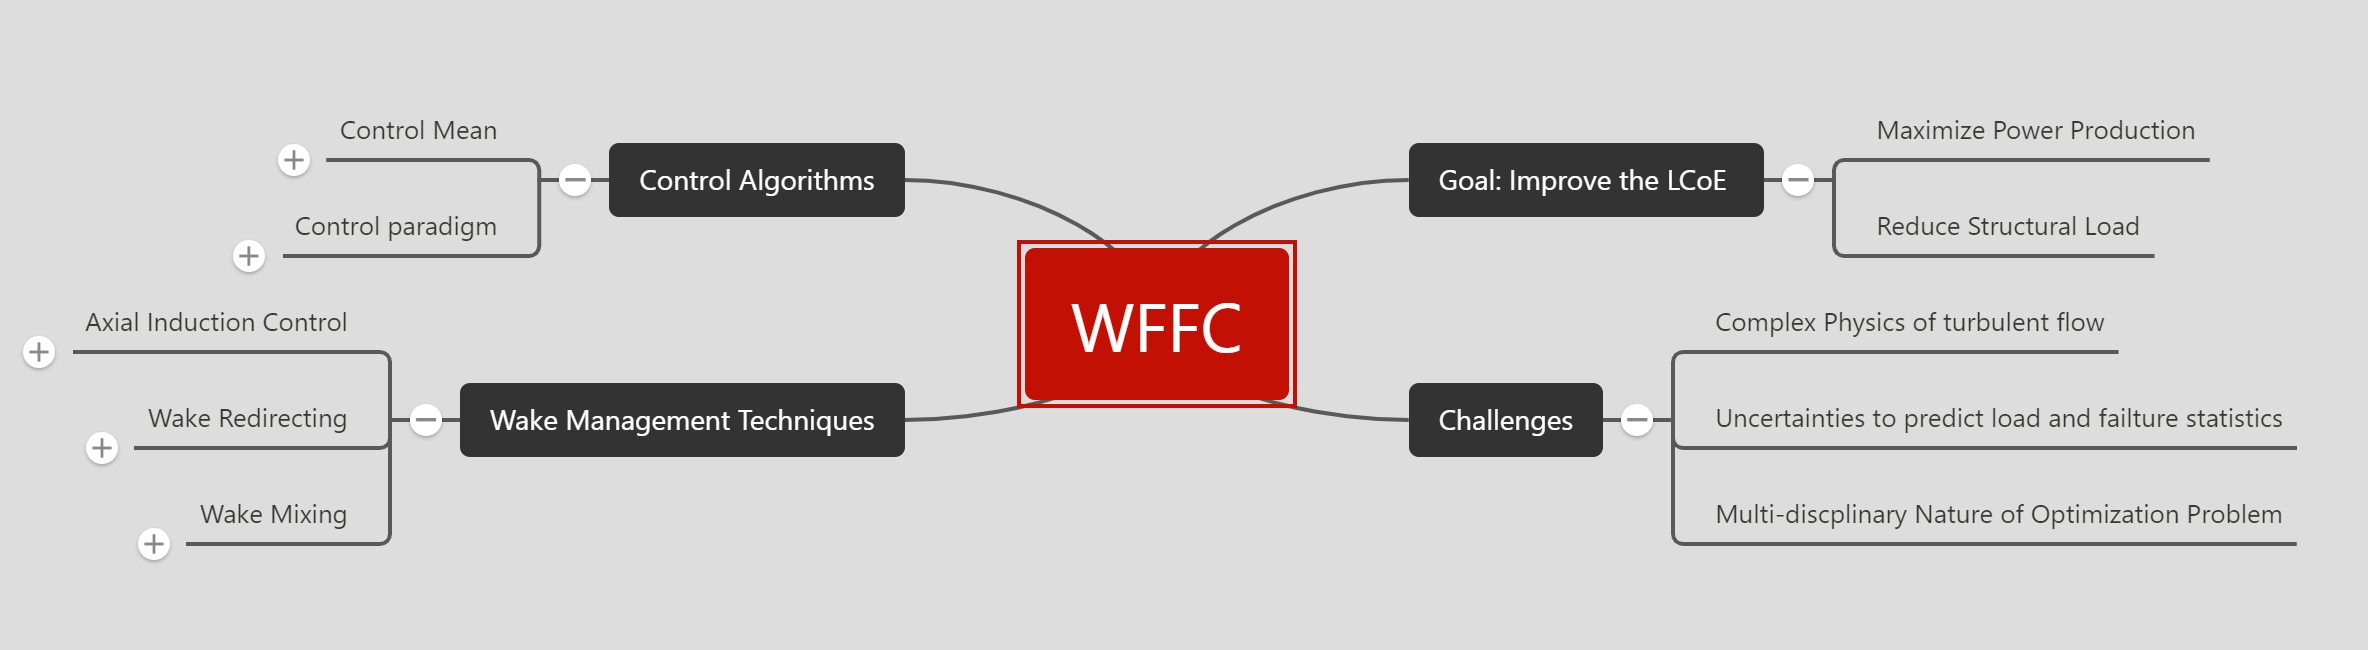 Control Mean
Control paradigm
Control Algorithms
Axial Induction Control
Wake Redirecting
Wake Mixing
Wake Management Techniques
WFFC
Goal: Improve the LCoE
Maximize Power Production
Reduce Structural Load
Challenges
Complex Physics of turbulent flow
Uncertainties to predict load and failture statistics
Multi-discplinary Nature of Optimization Problem